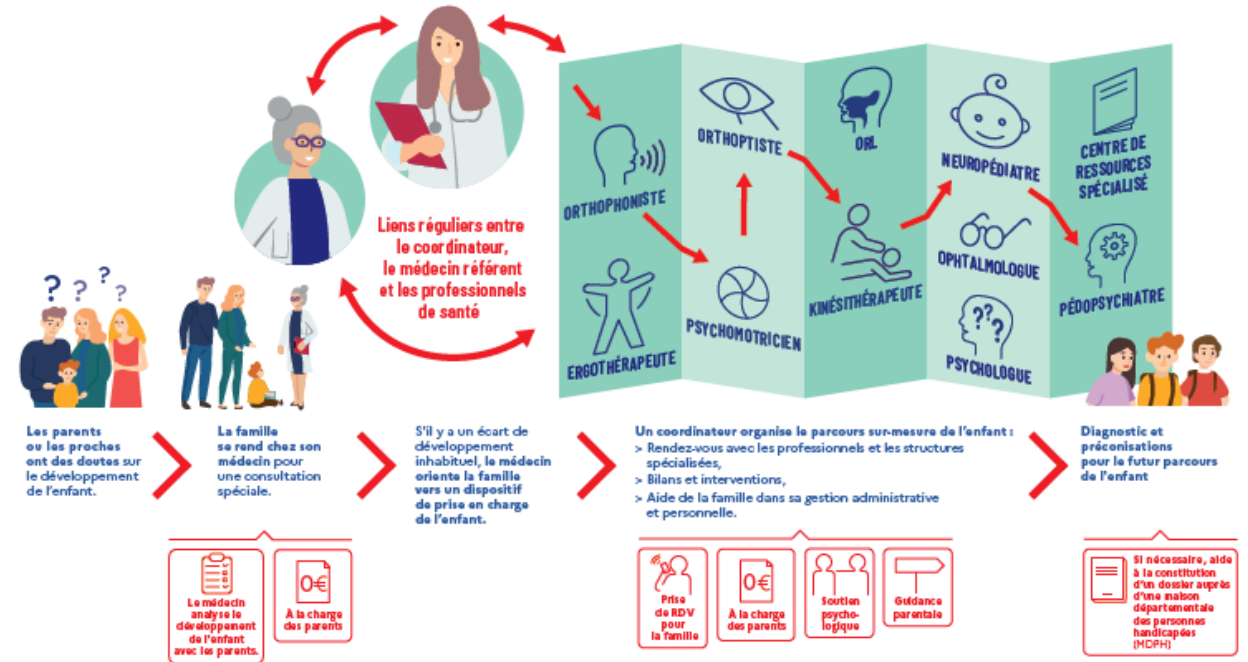 ? ? ? ?
Liens réguliers entre
le coordinateur,
le médecin référent
et les professionnels
de santé
ORTHOPHONISTE
ERGOTHÉRAPEUTE
ORTHOPTISTE
PSYCHOMOTRICIEN
ORL
KINÉSITHÉRAPEUTE
NEUROPÉDIATRE
OPHTALMOLOGUE
???
PSYCHOLOGUE
CENTRE DE
RESSOURCES
SPÉCIALISÉ
PÉDOPSYCHIATRE
Les parents
ou les proches
ont des doutes sur
le développement
de l'enfant.
La famille
se rend chez son
médecin pour
une consultation
spéciale.
S'il y a un écart de
développement
inhabituel, le médecin
oriente la famille
vers un dispositif
de prise en charge
de l'enfant.
Un coordinateur organise le parcours sur-mesure de l'enfant :
> Rendez-vous avec les professionnels et les structures
spécialisées,
> Bilans et interventions,
> Aide de la famille dans sa gestion administrative
et personnelle.
Diagnostic et
préconisations
pour le futur parcours
de l'enfant
Le médecin
analyse le
développement
de l'enfant
avec les parents.
0€
À la charge
des parents
Prise
de RDV
pour
la famille
0€
À la charge
des parents
Soutien
psycho-
logique
Guidance
parentale
Si nécessaire, aide
à la constitution
d'un dossier auprès
d'une maison
départementale
des personnes
handicapées
(MDPH)